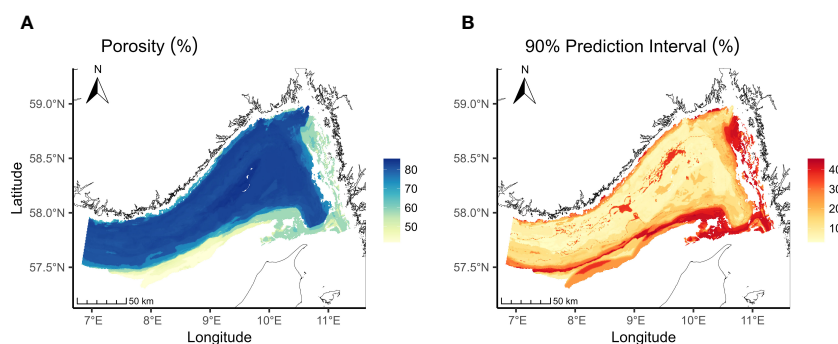 A
Porosity (%)
N
59.0°N
58.5°N
58.0°N
57.5°N
Latitude
50 km
7°E
8°E
9°E
10°E
11°E
Longitude
80
70
60
50
B
90% Prediction Interval (%)
N
59.0°N
58.5°N
58.0°N
57.5°N
50 km
7°E
8°E
9°E
10°E
11°E
Longitude
40
30
20
10